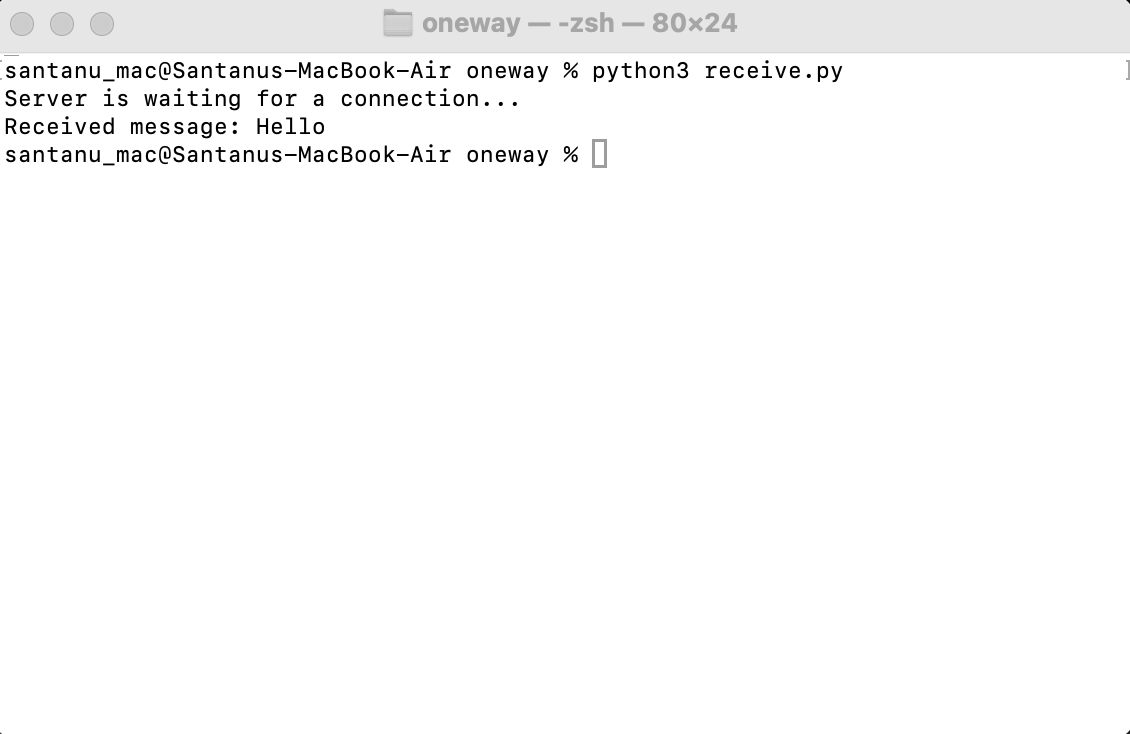 oneway — -zsh — 80×24
santanu_mac@Santanus-MacBook-Air oneway % python3 receive.py
Server is waiting for a connection...
Received message: Hello
santanu_mac@Santanus-MacBook-Air oneway %